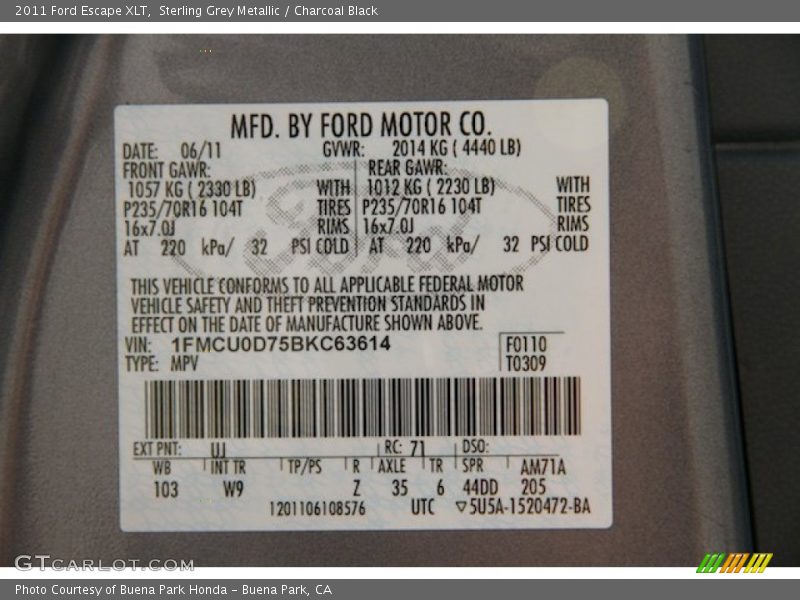 2011 Ford Escape XLT, Sterling Grey Metallic / Charcoal Black
MFD. BY FORD MOTOR CO.
DATE: 06/11 GVWR: 2014 KG ( 4440 LB)
FRONT GAWR: REAR GAWR:
1057 KG ( 2330 LB) WITH 1012 KG ( 2230 LB) WITH
P235/70R16 104T TIRES P235/70R16 104T TIRES
16x7.0J RIMS 16x7.0J RIMS
AT 220 kPa/ 32 PSI COLD AT 220 kPa/ 32 PSI COLD
Ford
THIS VEHICLE CONFORMS TO ALL APPLICABLE FEDERAL MOTOR
VEHICLE SAFETY AND THEFT PREVENTION STANDARDS IN
EFFECT ON THE DATE OF MANUFACTURE SHOWN ABOVE.
VIN: 1FMCU0D75BKC63614 F0110
TYPE: MPV T0309
EXT PNT: UJ RC: 71 DSO:
WB INT TR TP/PS R AXLE TR SPR AM71A
103 W9 Z 35 6 44DD 205
1201106108576 UTC ▽5U5A-1520472-BA
GTCARLOT.COM
Photo Courtesy of Buena Park Honda – Buena Park, CA